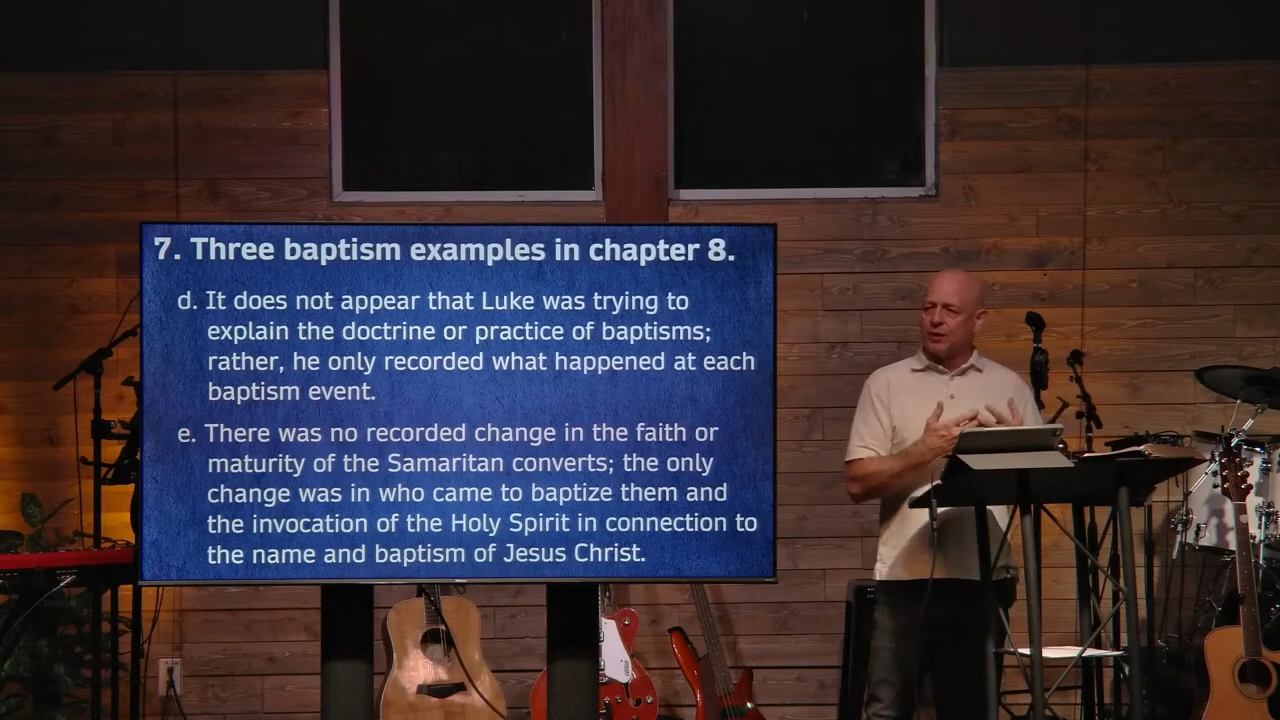 7. Three baptism examples in chapter 8.
d. It does not appear that Luke was trying to
explain the doctrine or practice of baptisms;
rather, he only recorded what happened at each
baptism event.
e. There was no recorded change in the faith or
maturity of the Samaritan converts; the only
change was in who came to baptize them and
the invocation of the Holy Spirit in connection to
the name and baptism of Jesus Christ.